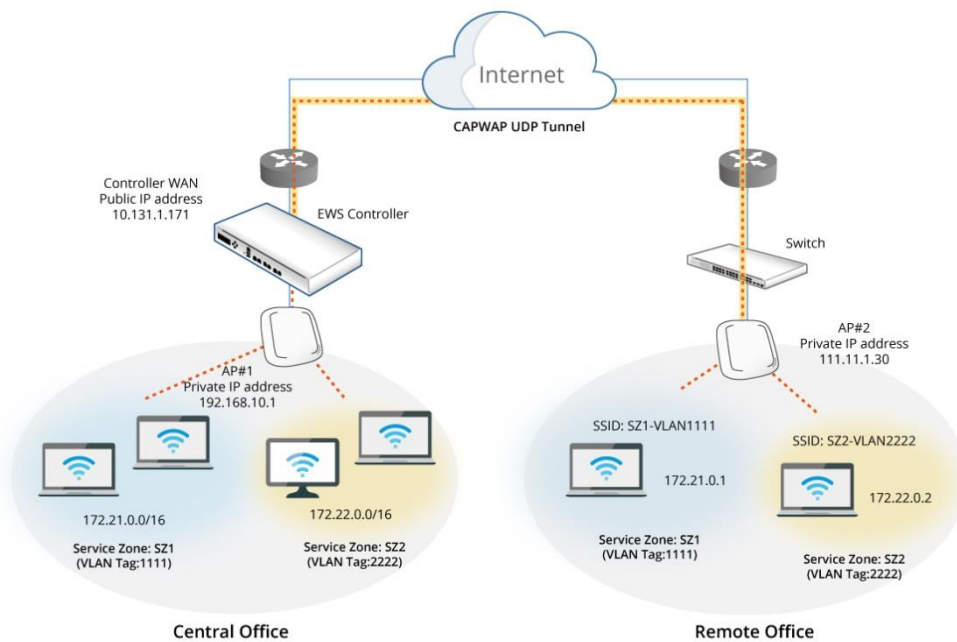 Internet
CAPWAP UDP Tunnel
Controller WAN
Public IP address
10.131.1.171
EWS Controller
Switch
AP#1
Private IP address
192.168.10.1
AP#2
Private IP address
111.11.1.30
172.21.0.0/16
Service Zone: SZ1
(VLAN Tag:1111)
172.22.0.0/16
Service Zone: SZ2
(VLAN Tag:2222)
SSID: SZ1-VLAN1111
172.21.0.1
Service Zone: SZ1
(VLAN Tag:1111)
SSID: SZ2-VLAN2222
172.22.0.2
Service Zone: SZ2
(VLAN Tag:2222)
Central Office
Remote Office